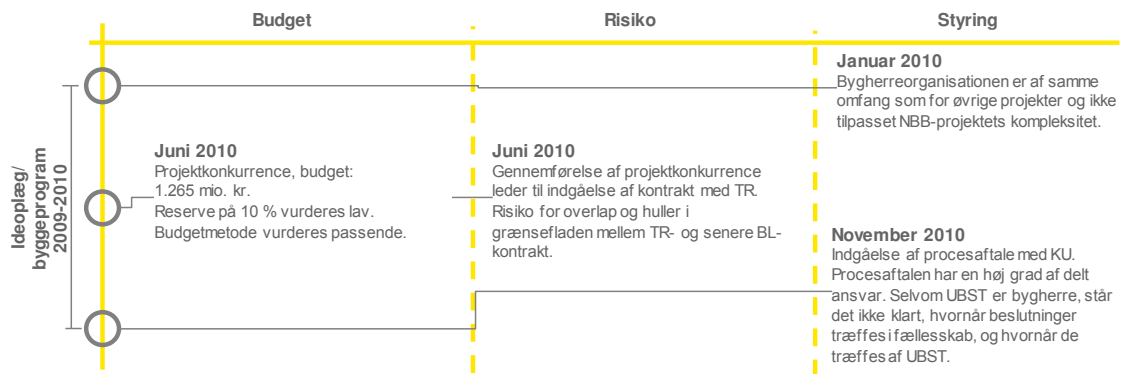 Budget
Risiko
Styring
Ideoplæg/
byggeprogram
2009-2010
Januar 2010
Bygherreorganisationen er af samme
omfang som for øvrige projekter og ikke
tilpasset NBB-projektets kompleksitet.
Juni 2010
Projektkonkurrence, budget:
1.265 mio. kr.
Reserve på 10 % vurderes lav.
Budgetmetode vurderes passende.
Juni 2010
Gennemførelse af projektkonkurrence
leder til indgåelse af kontrakt med TR.
Risiko for overlap og huller i
grænsefladen mellem TR- og senere BL-
kontrakt.
November 2010
Indgåelse af procesaftale med KU.
Procesaftalen har en høj grad af delt
ansvar. Selvom UBST er bygherre, står
det ikke klart, hvornår beslutninger
træffes i fællesskab, og hvornår de
træffes af UBST.